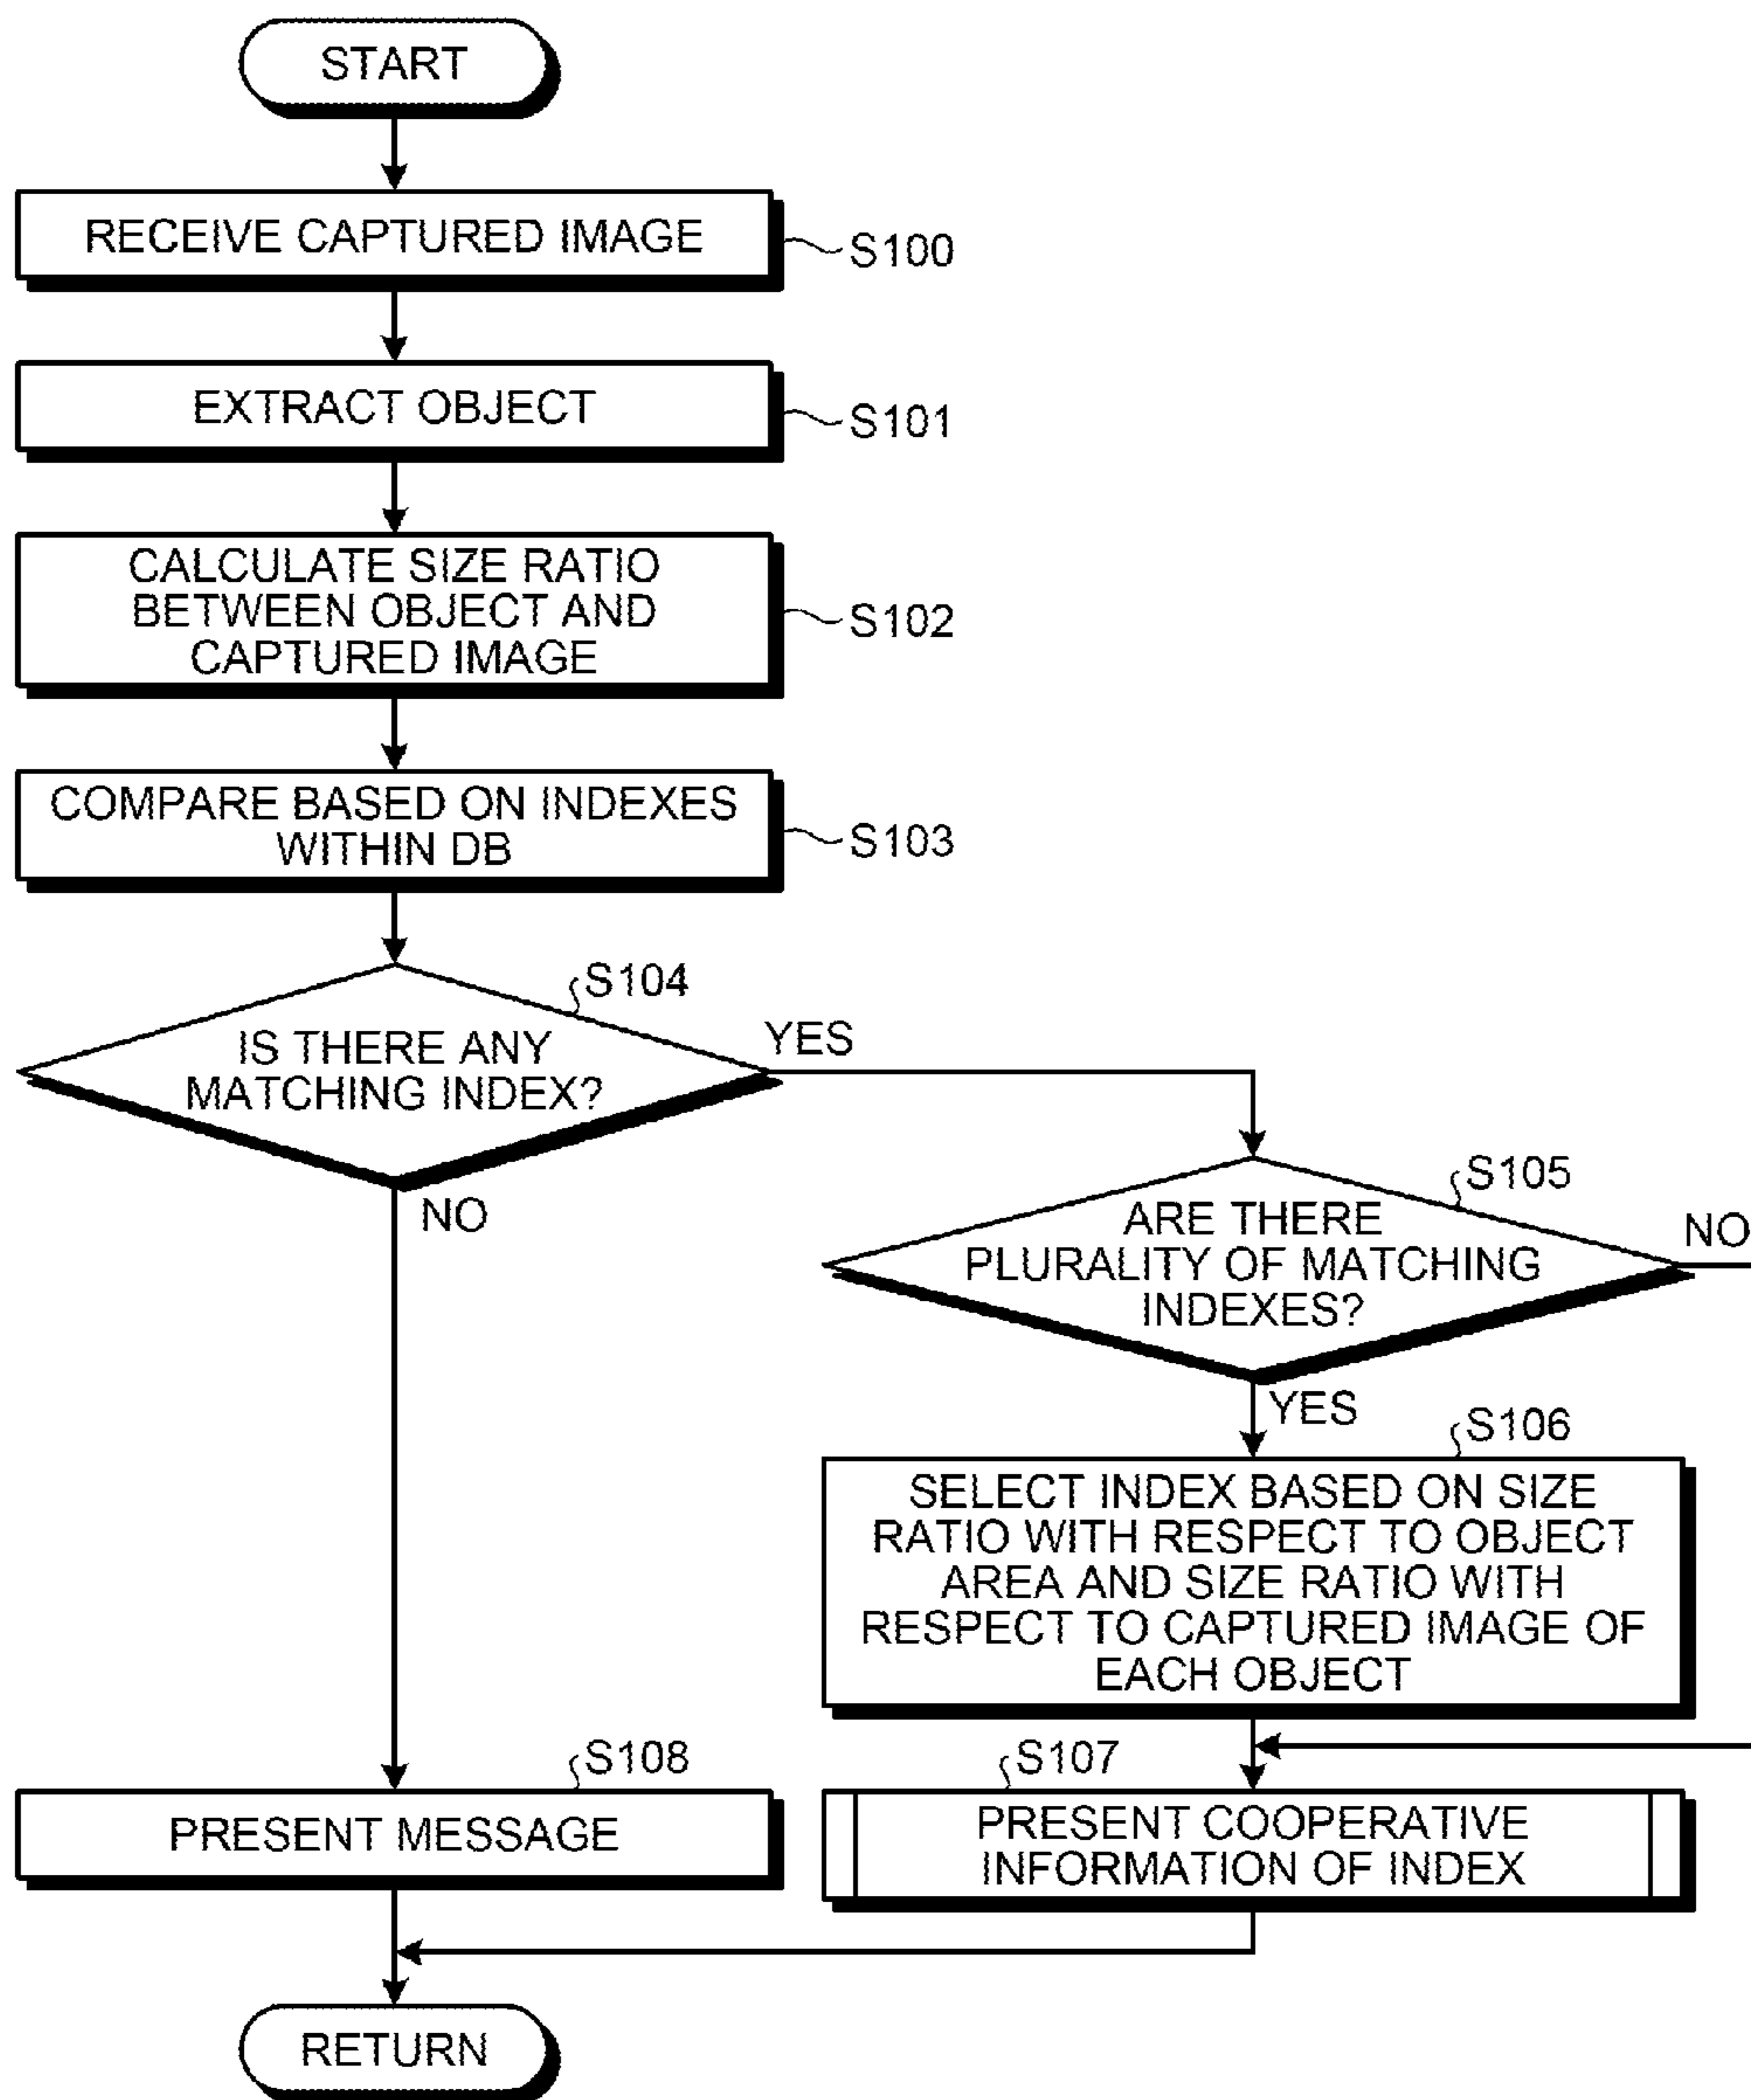 START
RECEIVE CAPTURED IMAGE
S100
EXTRACT OBJECT
S101
CALCULATE SIZE RATIO
BETWEEN OBJECT AND
CAPTURED IMAGE
S102
COMPARE BASED ON INDEXES
WITHIN DB
S103
S104
IS THERE ANY
MATCHING INDEX?
YES
NO
S105
ARE THERE
PLURALITY OF MATCHING
INDEXES?
NO
YES
S106
SELECT INDEX BASED ON SIZE
RATIO WITH RESPECT TO OBJECT
AREA AND SIZE RATIO WITH
RESPECT TO CAPTURED IMAGE OF
EACH OBJECT
S108
PRESENT MESSAGE
S107
PRESENT COOPERATIVE
INFORMATION OF INDEX
RETURN